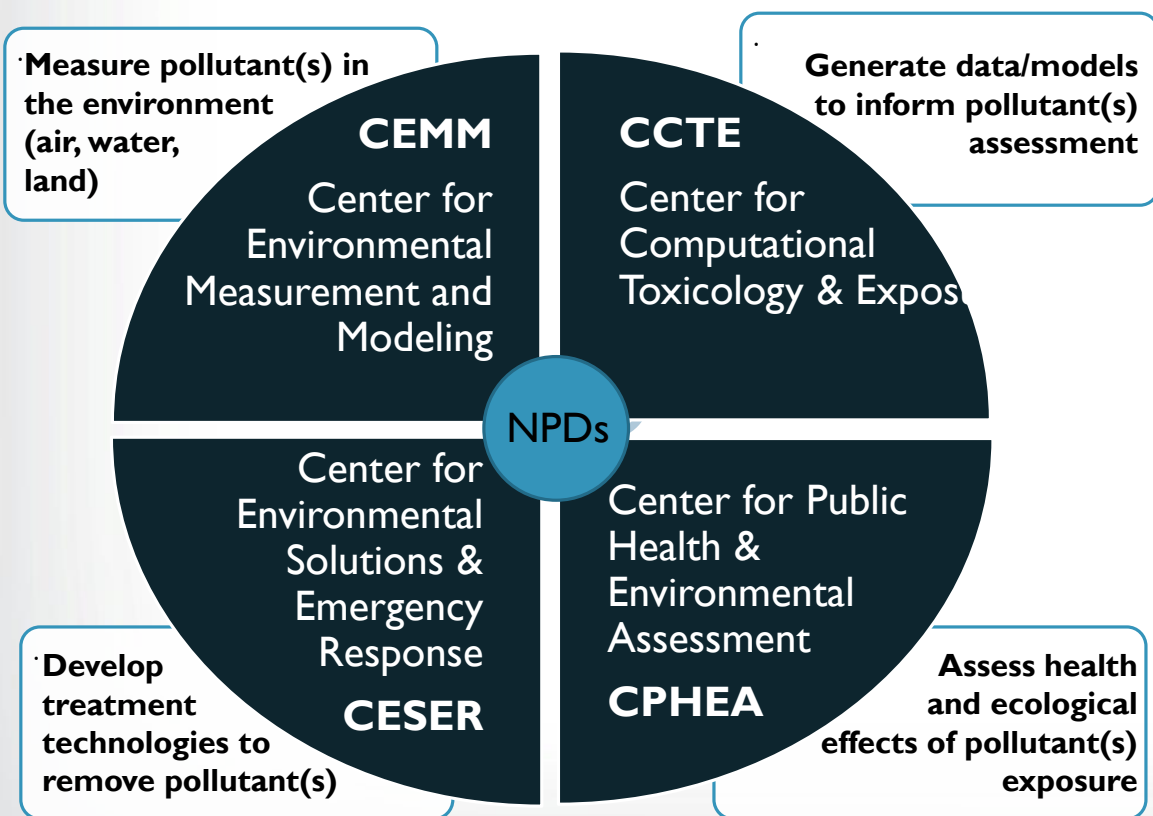 Measure pollutant(s) in
the environment
(air, water,
land)
CEMM
Center for
Environmental
Measurement and
Modeling
Generate data/models
to inform pollutant(s)
assessment
CCTE
Center for
Computational
Toxicology & Exposu
NPDs
Center for
Environmental
Solutions &
Emergency
Response
CESER
Develop
treatment
technologies to
remove pollutant(s)
Center for Public
Health &
Environmental
Assessment
CPHEA
Assess health
and ecological
effects of pollutant(s)
exposure